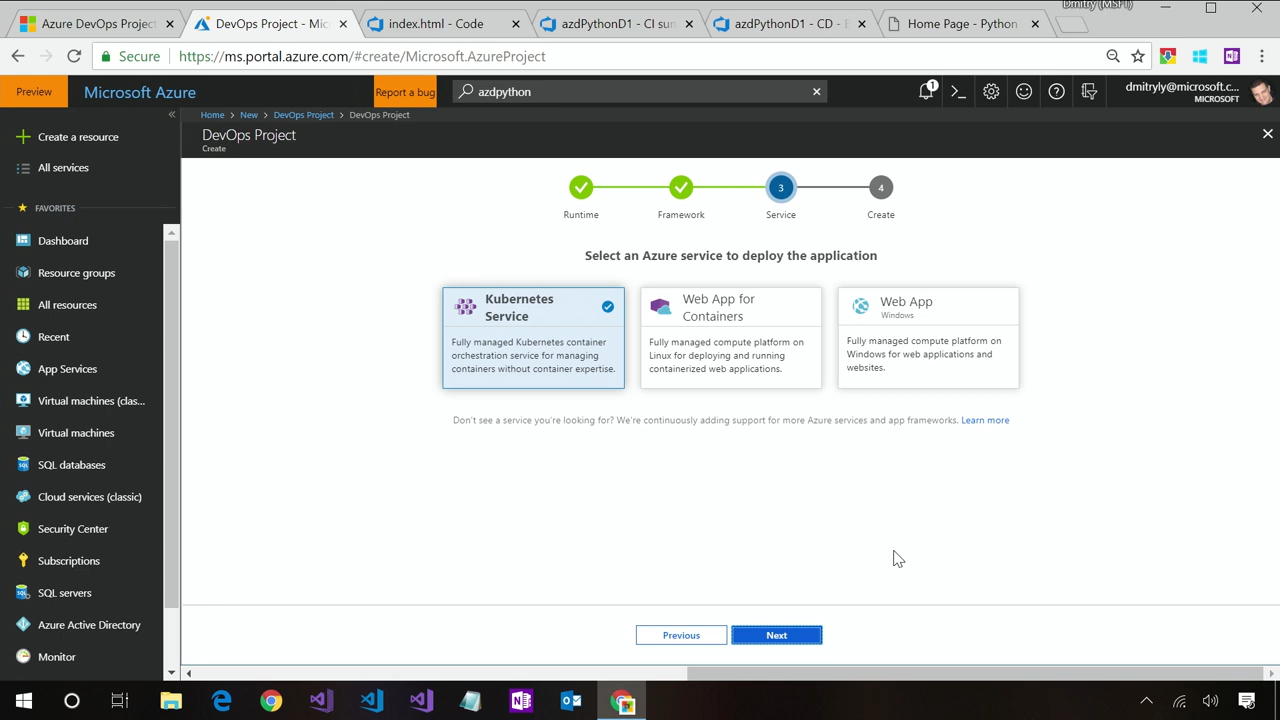 Dmitry (MSFT)
Azure DevOps Project
DevOps Project - Mic
index.html - Code
azdPythonD1 - CI sum
azdPythonD1 - CD - 
Home Page - Python
Secure
https://ms.portal.azure.com/#create/Microsoft.AzureProject
Preview
Microsoft Azure
Report a bug
azdpython
1
dmitryly@microsoft.c...
MICROSOFT
Home > New > DevOps Project > DevOps Project
DevOps Project
Create
Create a resource
All services
FAVORITES
Dashboard
Resource groups
All resources
Recent
App Services
Virtual machines (clas...
Virtual machines
SQL databases
Cloud services (classic)
Security Center
Subscriptions
SQL servers
Azure Active Directory
Monitor
3
4
Runtime
Framework
Service
Create
Select an Azure service to deploy the application
Kubernetes
Service
Fully managed Kubernetes container
orchestration service for managing
containers without container expertise.
Web App for
Containers
Fully managed compute platform on
Linux for deploying and running
containerized web applications.
Web App
Windows
Fully managed compute platform on
Windows for web applications and
websites.
Don't see a service you're looking for? We're continuously adding support for more Azure services and app frameworks. Learn more
Previous
Next